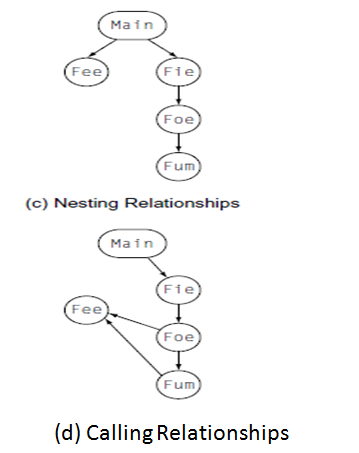 Main
Fee
Fie
Foe
Fum
(c) Nesting Relationships
Main
Fie
Fee
Foe
Fum
(d) Calling Relationships